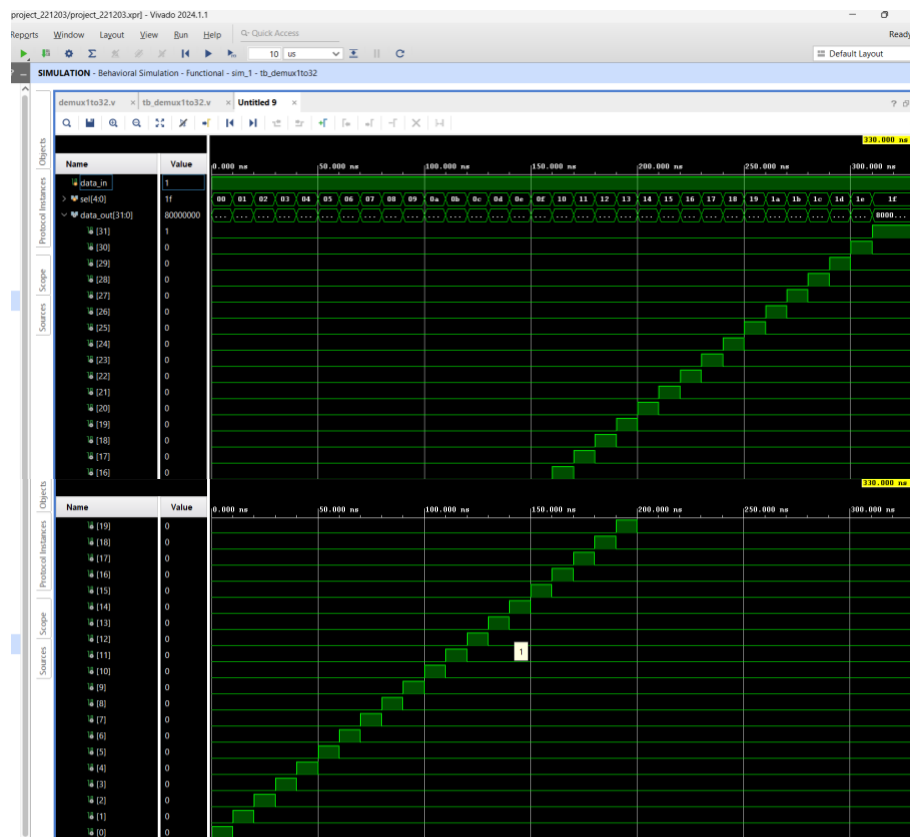 project_221203/project_221203.xpr] - Vivado 2024.1.1
Reports Window Layout View Run Help Q- Quick Access Ready
10 us Default Layout
SIMULATION - Behavioral Simulation - Functional - sim_1 - tb_demux1to32
demux1to32.v × tb_demux1to32.v × Untitled 9 ×
330.000 ns
Name Value 0.000 ns 50.000 ns 100.000 ns 150.000 ns 200.000 ns 250.000 ns 300.000 ns
data_in 1
sel[4:0] 1f 00 01 02 03 04 05 06 07 08 09 0a 0b 0c 0d 0e 0f 10 11 12 13 14 15 16 17 18 19 1a 1b 1c 1d 1e 1f
data_out[31:0] 80000000 ... ... ... ... ... ... ... ... ... ... ... ... ... ... ... ... ... ... ... ... ... ... ... ... ... ... ... ... ... ... ... 8000...
[31] 1
[30] 0
[29] 0
[28] 0
[27] 0
[26] 0
[25] 0
[24] 0
[23] 0
[22] 0
[21] 0
[20] 0
[19] 0
[18] 0
[17] 0
[16] 0
Objects
Protocol Instances
Scope
Sources
330.000 ns
Name Value 0.000 ns 50.000 ns 100.000 ns 150.000 ns 200.000 ns 250.000 ns 300.000 ns
[19] 0
[18] 0
[17] 0
[16] 0
[15] 0
[14] 0
[13] 0
[12] 0
[11] 0 1
[10] 0
[9] 0
[8] 0
[7] 0
[6] 0
[5] 0
[4] 0
[3] 0
[2] 0
[1] 0
[0] 0
Objects
Protocol Instances
Scope
Sources